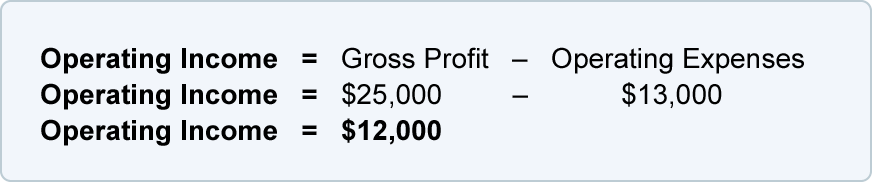 Operating Income = Gross Profit – Operating Expenses
Operating Income = $25,000 – $13,000
Operating Income = $12,000